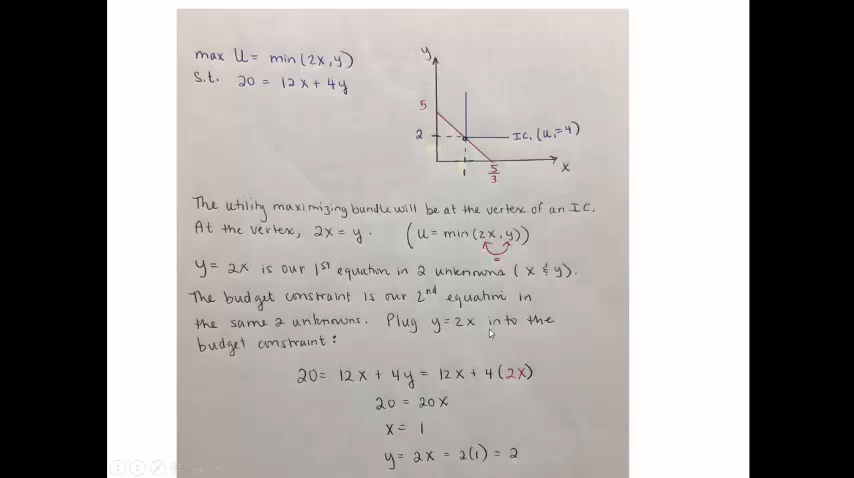 max U = min(2x, y)
s.t. 20 = 12x + 4y
y
5
2
I.C. (U₁=4)
x
1
5/3
The utility maximizing bundle will be at the vertex of an I.C.
At the vertex, 2x = y. (U = min(2x, y))
=
y = 2x is our 1st equation in 2 unknowns (x & y).
The budget constraint is our 2nd equation in
the same 2 unknowns. Plug y = 2x into the
budget constraint:
20 = 12x + 4y = 12x + 4(2x)
20 = 20x
x = 1
y = 2x = 2(1) = 2